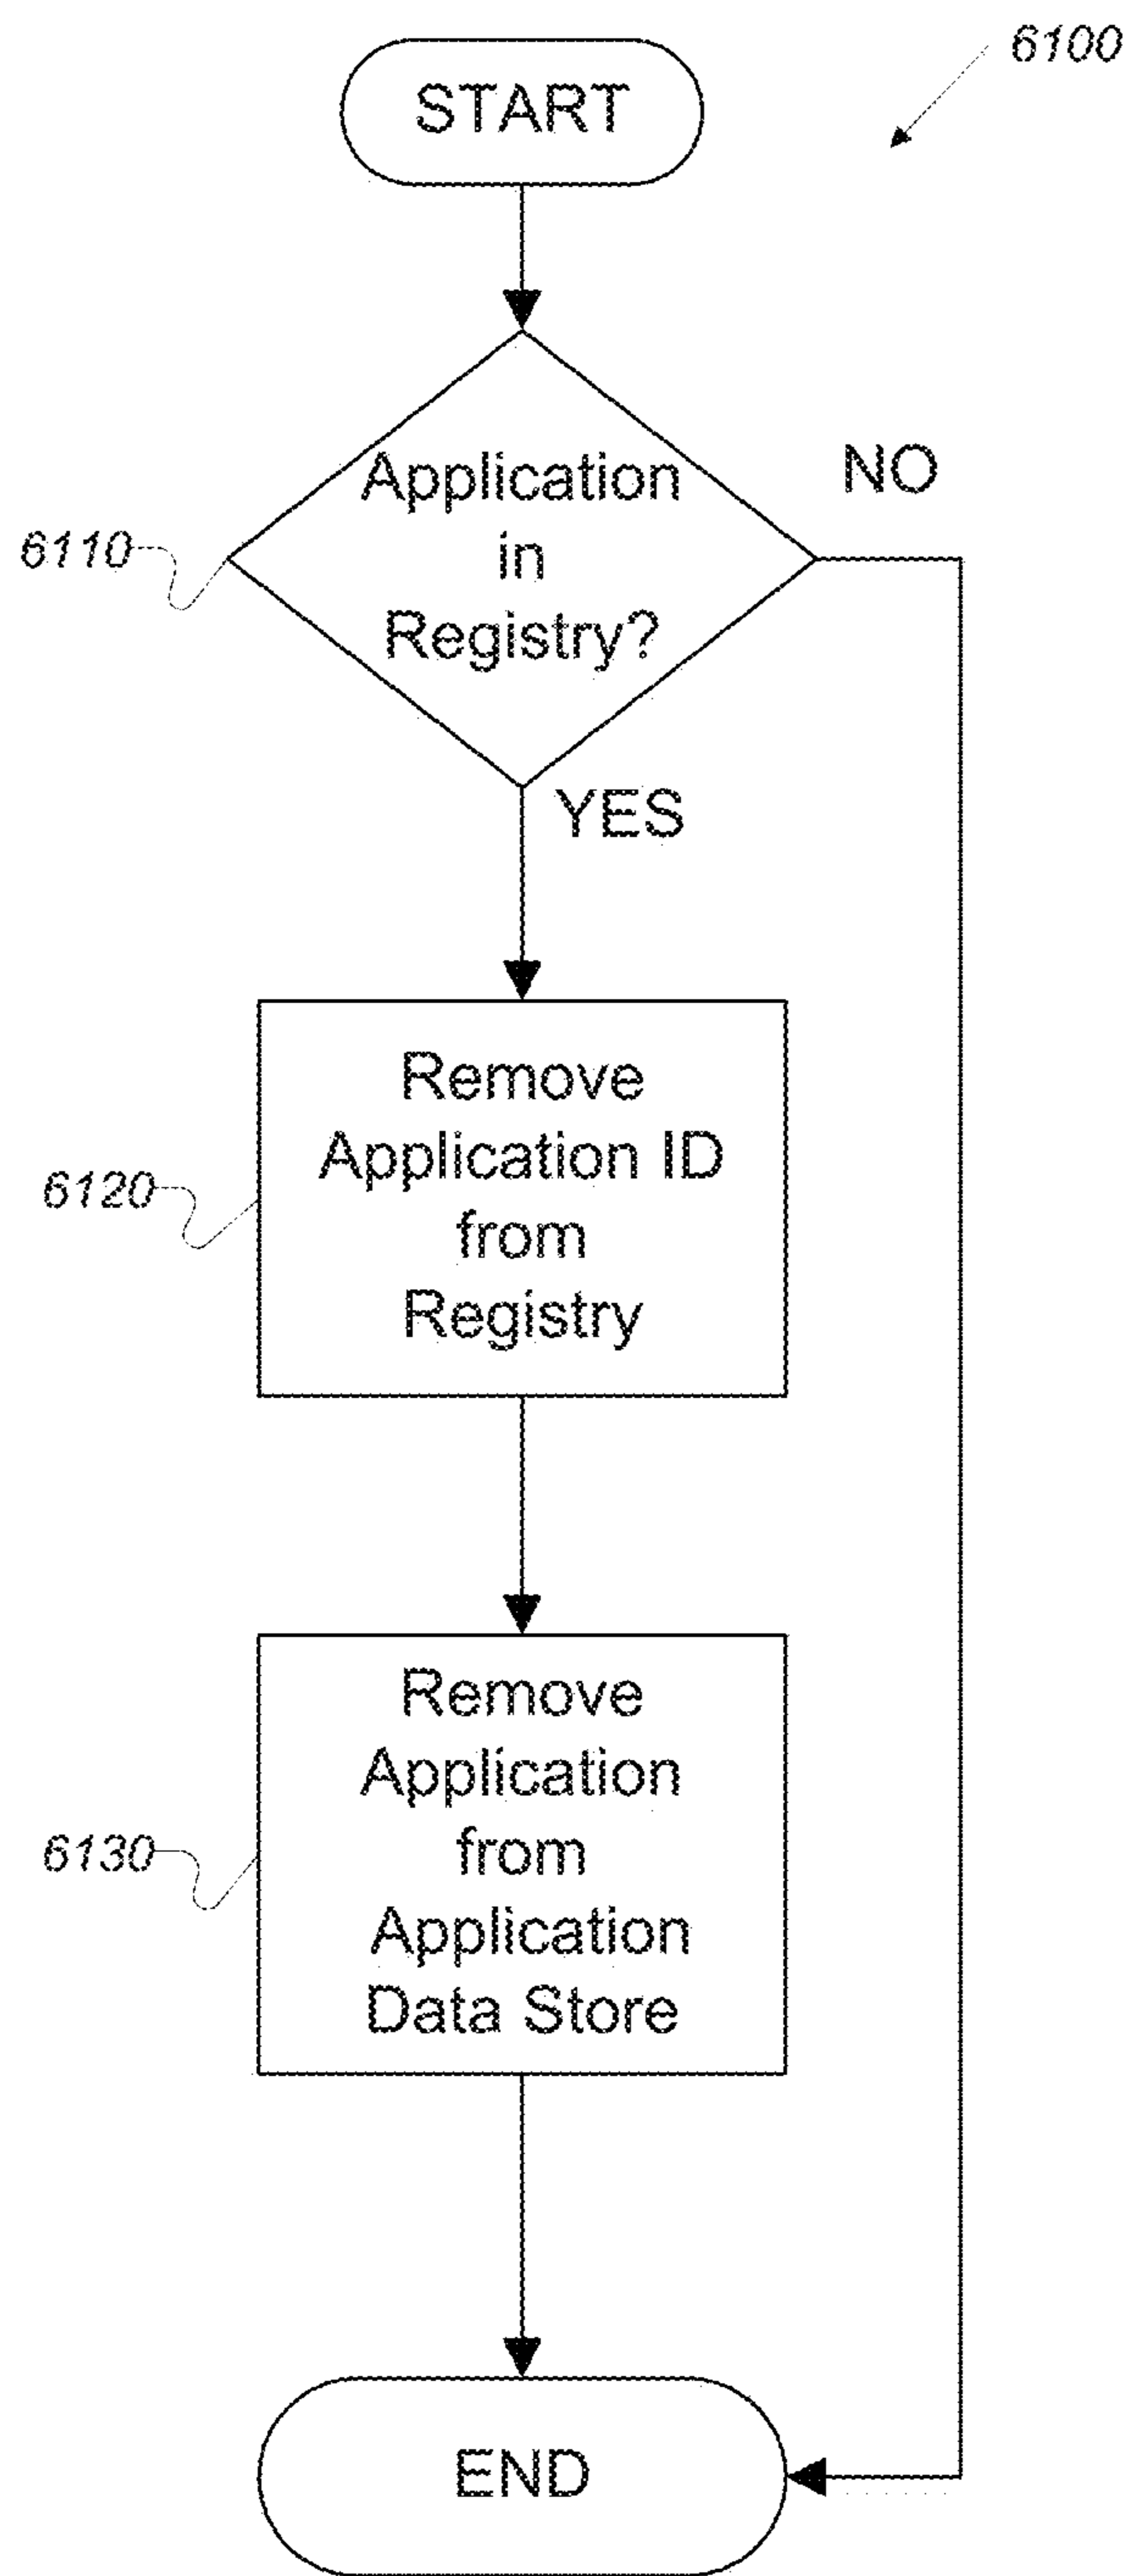 6100
START
Application
in
Registry?
NO
6110
YES
Remove
Application ID
from
Registry
6120
Remove
Application
from
Application
Data Store
6130
END